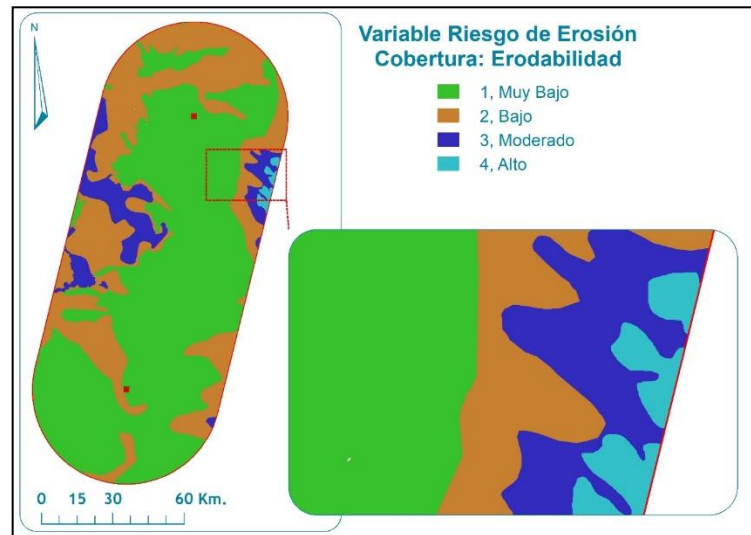 N
Variable Riesgo de Erosión
Cobertura: Erodabilidad
1, Muy Bajo
2, Bajo
3, Moderado
4, Alto
0 15 30 60 Km.